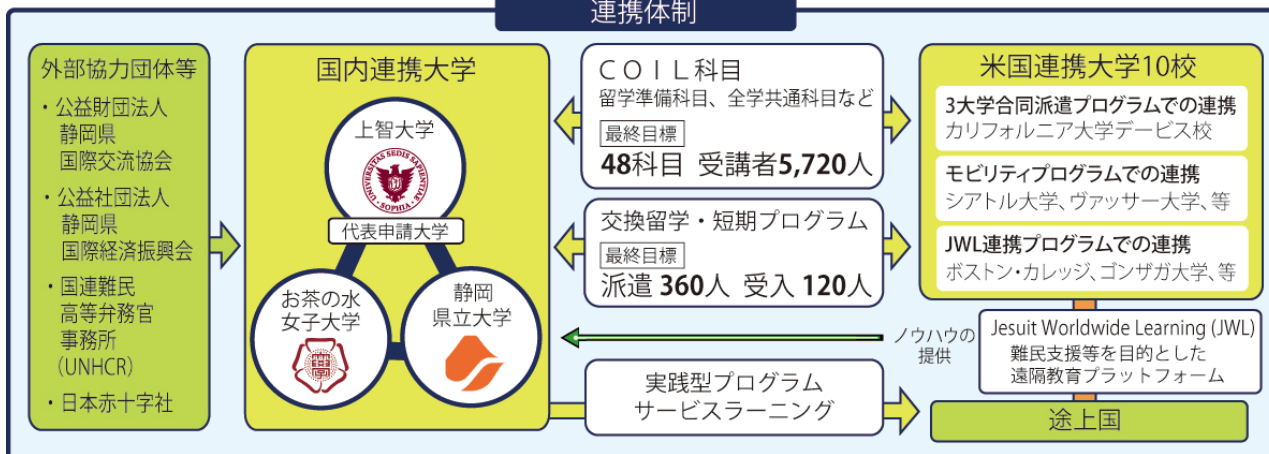 連携体制
外部協力団体等
・公益財団法人
静岡県
国際交流協会
・公益社団法人
静岡県
国際経済振興会
・国連難民
高等弁務官
事務所
(UNHCR)
・日本赤十字社
国内連携大学
上智大学
UNIVERSITAS SEDIS SAPIENTIAE
・SOPHIA・
代表申請大学
お茶の水
女子大学
静岡
県立大学
COIL科目
留学準備科目、全学共通科目など
最終目標
48科目 受講者5,720人
交換留学・短期プログラム
最終目標
派遣 360人 受入 120人
ノウハウの
提供
実践型プログラム
サービスラーニング
米国連携大学10校
3大学合同派遣プログラムでの連携
カリフォルニア大学デービス校
モビリティプログラムでの連携
シアトル大学、ヴァッサー大学、等
JWL連携プログラムでの連携
ボストン・カレッジ、ゴンザガ大学、等
Jesuit Worldwide Learning (JWL)
難民支援等を目的とした
遠隔教育プラットフォーム
途上国